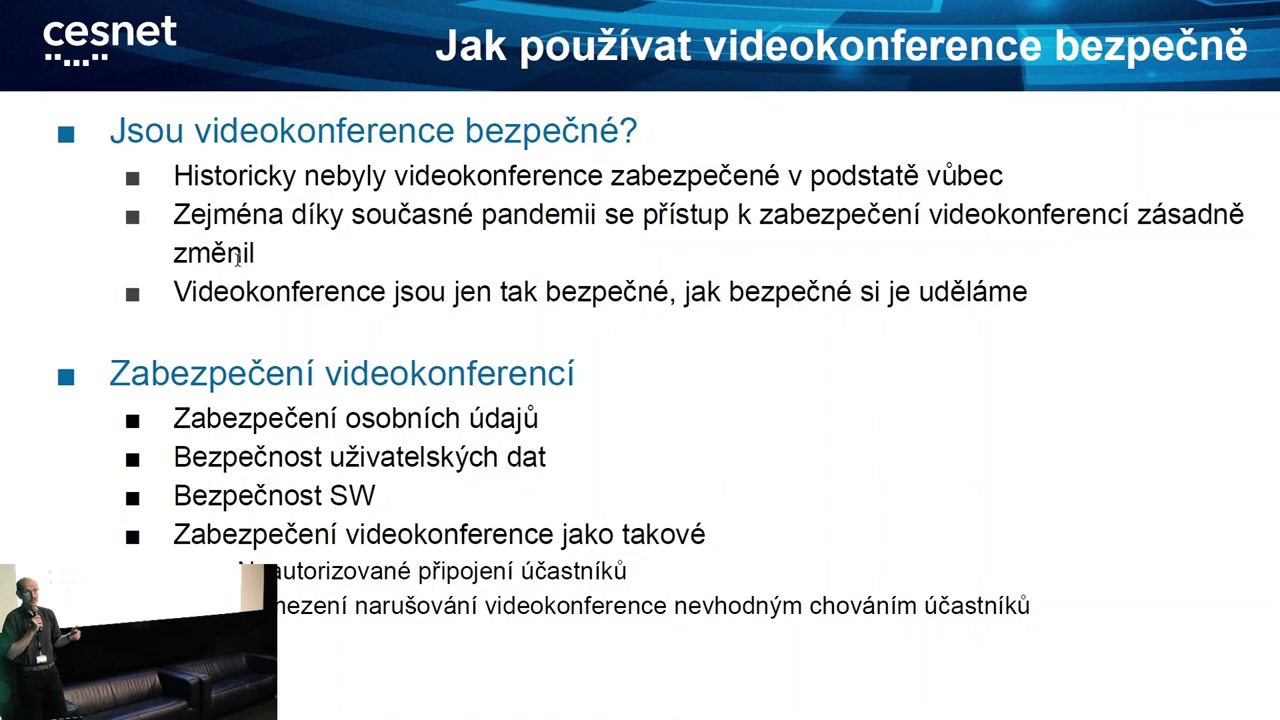 cesnet
Jak používat videokonference bezpečně
Jsou videokonference bezpečné?
Historicky nebyly videokonference zabezpečené v podstatě vůbec
Zejména díky současné pandemii se přístup k zabezpečení videokonferencí zásadně
změnil
Videokonference jsou jen tak bezpečné, jak bezpečné si je uděláme
Zabezpečení videokonferencí
Zabezpečení osobních údajů
Bezpečnost uživatelských dat
Bezpečnost SW
Zabezpečení videokonference jako takové
připojení účastníků
narušování videokonference nevhodným chováním účastníků